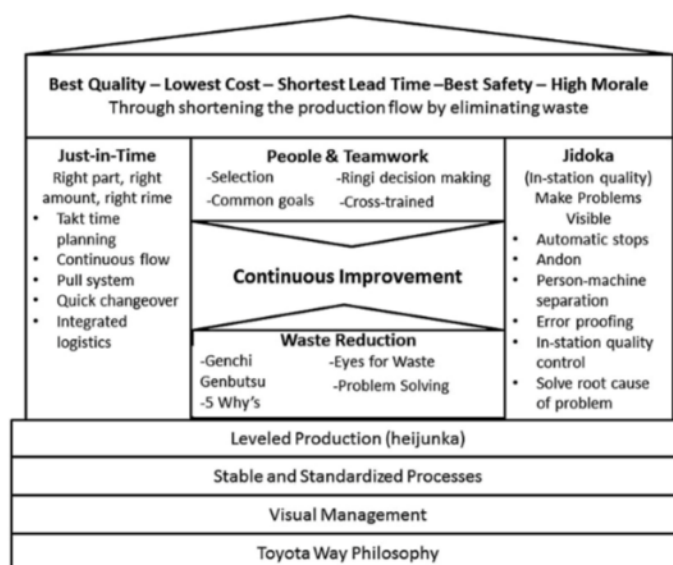 Best Quality – Lowest Cost – Shortest Lead Time –Best Safety – High Morale
Through shortening the production flow by eliminating waste
Just-in-Time
Right part, right
amount, right rime
• Takt time
planning
• Continuous flow
• Pull system
• Quick changeover
• Integrated
logistics
People & Teamwork
-Selection
-Common goals
-Ringi decision making
-Cross-trained
Continuous Improvement
Waste Reduction
-Genchi
Genbutsu
-5 Why's
-Eyes for Waste
-Problem Solving
Jidoka
(In-station quality)
Make Problems
Visible
• Automatic stops
• Andon
• Person-machine
separation
• Error proofing
• In-station quality
control
• Solve root cause
of problem
Leveled Production (heijunka)
Stable and Standardized Processes
Visual Management
Toyota Way Philosophy